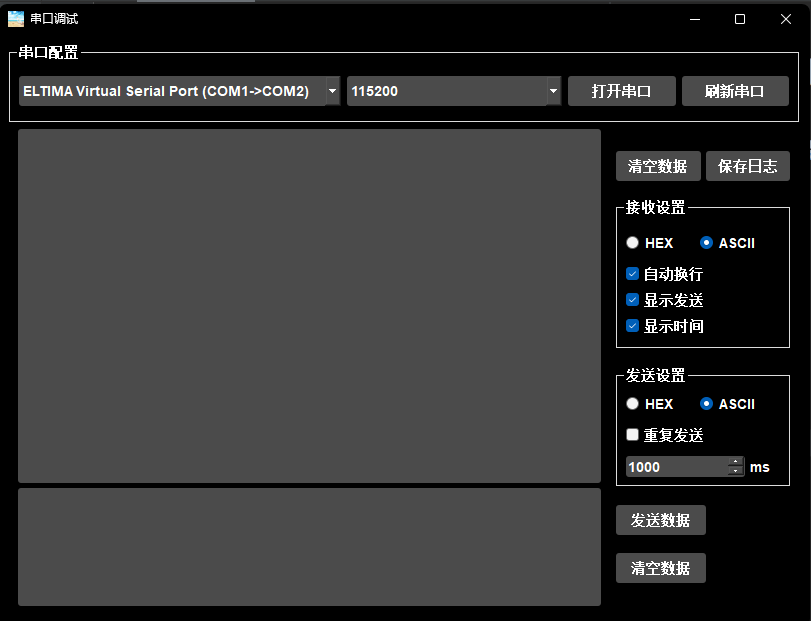 串口调试
串口配置
ELTIMA Virtual Serial Port (COM1->COM2)
115200
打开串口
刷新串口
清空数据
保存日志
接收设置
HEX
ASCII
自动换行
显示发送
显示时间
发送设置
HEX
ASCII
重复发送
1000 ms
发送数据
清空数据